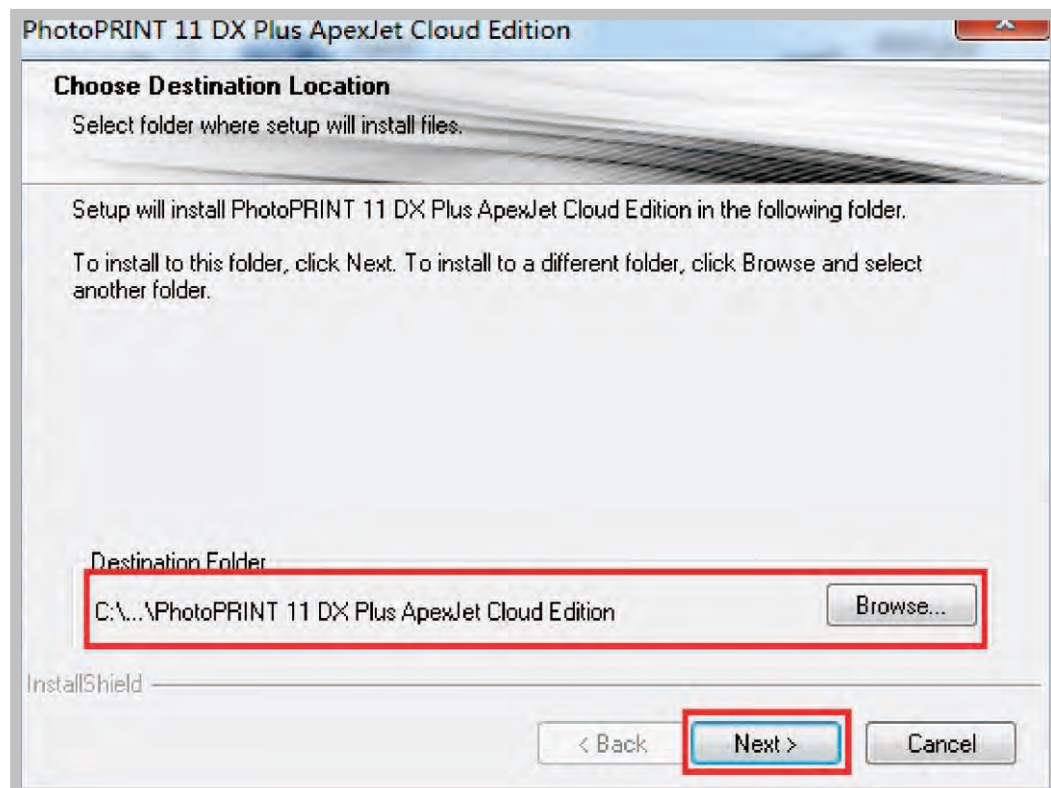 PhotoPRINT 11 DX Plus ApexJet Cloud Edition
Choose Destination Location
Select folder where setup will install files.
Setup will install PhotoPRINT 11 DX Plus ApexJet Cloud Edition in the following folder.
To install to this folder, click Next. To install to a different folder, click Browse and select
another folder.
Destination Folder
C:\...\PhotoPRINT 11 DX Plus ApexJet Cloud Edition
Browse...
InstallShield
< Back
Next >
Cancel